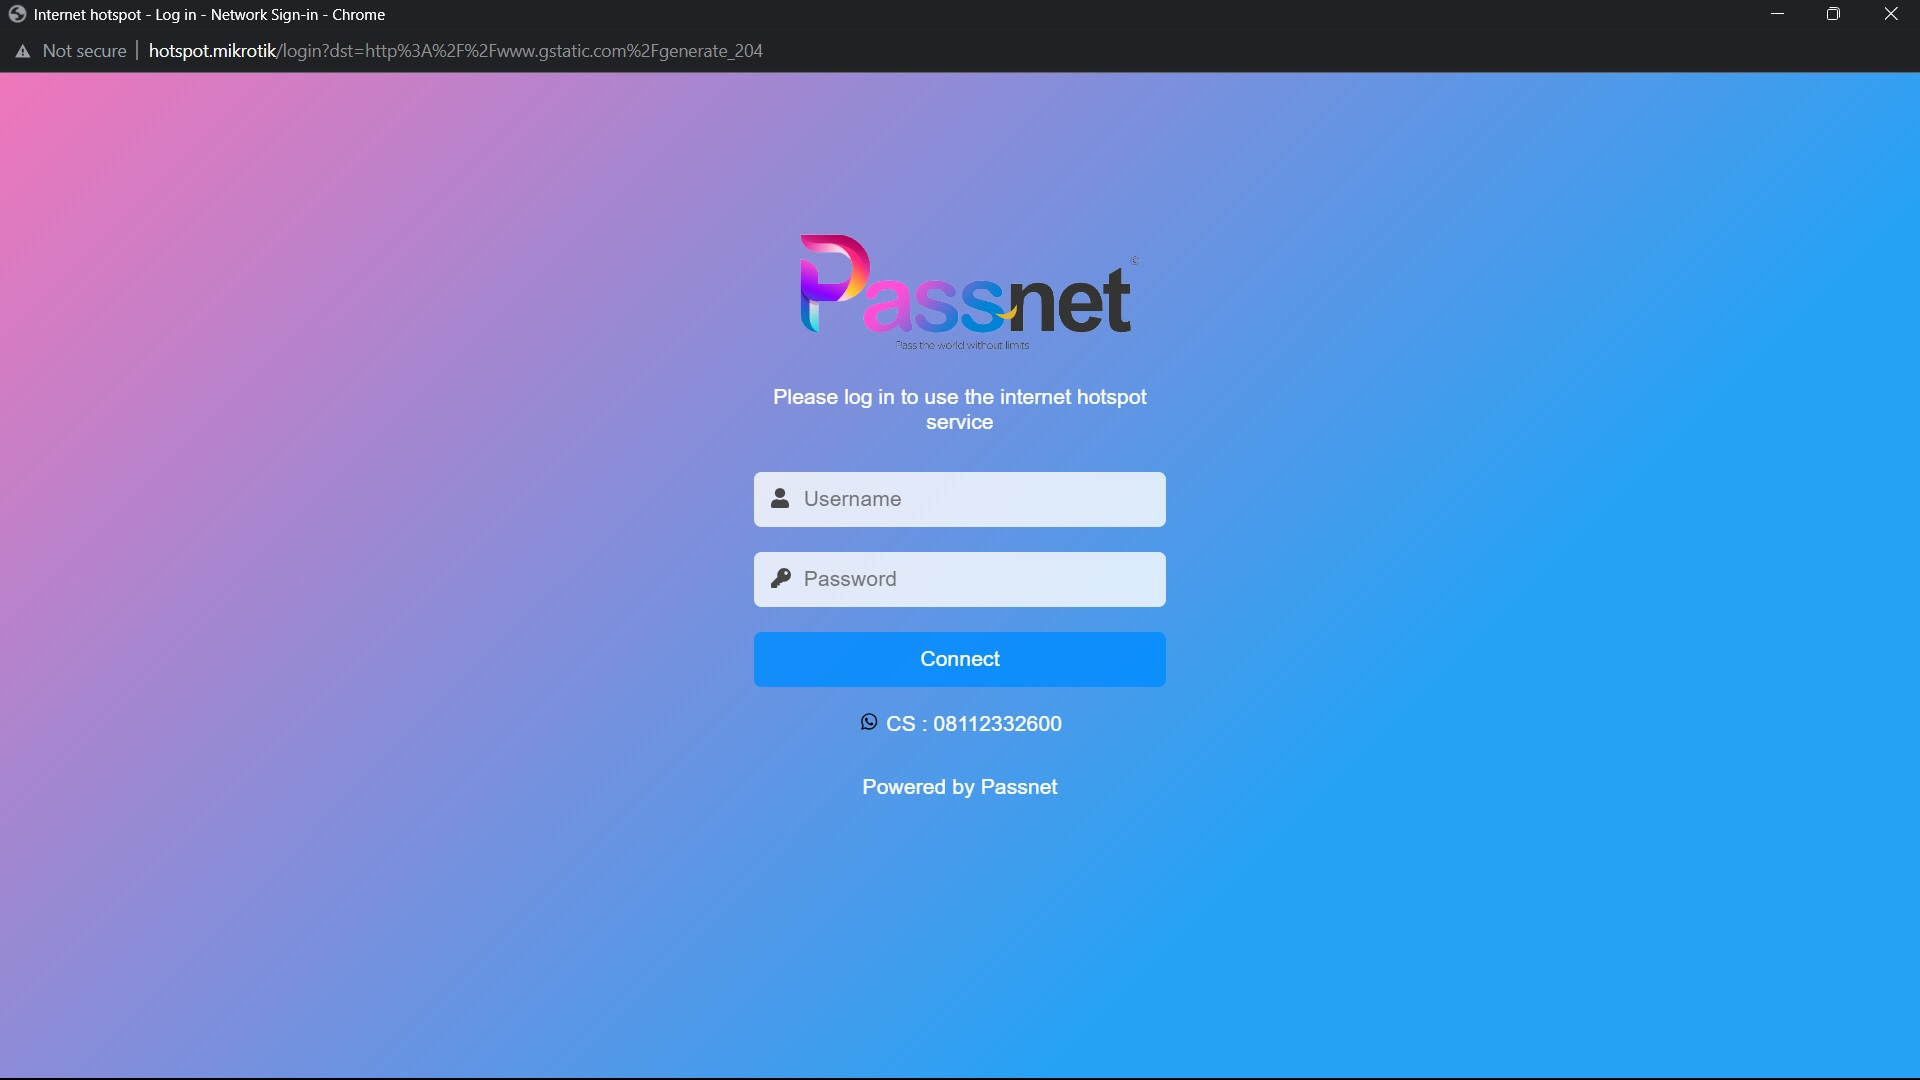 Internet hotspot - Log in - Network Sign-in - Chrome
Not secure | hotspot.mikrotik/login?dst=http%3A%2F%2Fwww.gstatic.com%2Fgenerate_204
Passnet ©
Pass the world without limits
Please log in to use the internet hotspot
service
Username
Password
Connect
CS : 08112332600
Powered by Passnet